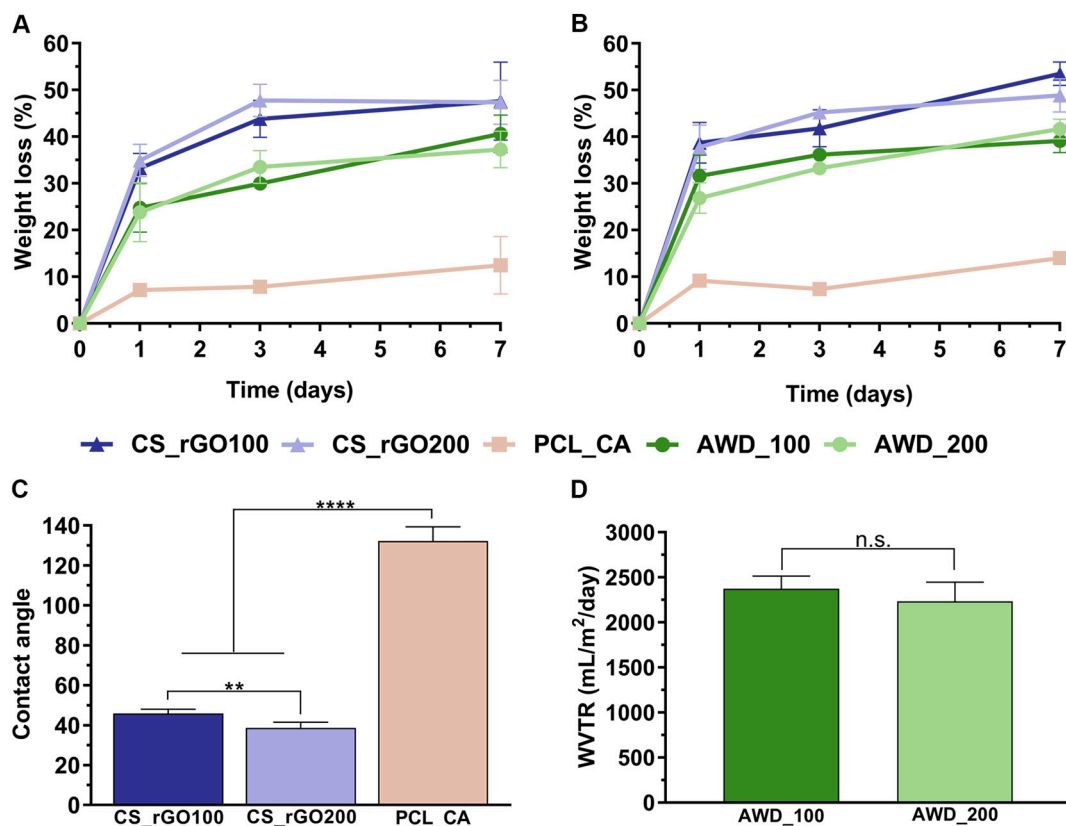 A
Weight loss (%)
60
50
40
30
20
10
0
0 1 2 3 4 5 6 7
Time (days)
B
Weight loss (%)
60
50
40
30
20
10
0
0 1 2 3 4 5 6 7
Time (days)
CS_rGO100 CS_rGO200 PCL_CA AWD_100 AWD_200
C
Contact angle
140
120
100
80
60
40
20
0
****
**
CS_rGO100 CS_rGO200 PCL_CA
D
WVTR (mL/m²/day)
3000
2500
2000
1500
1000
500
0
n.s.
AWD_100 AWD_200